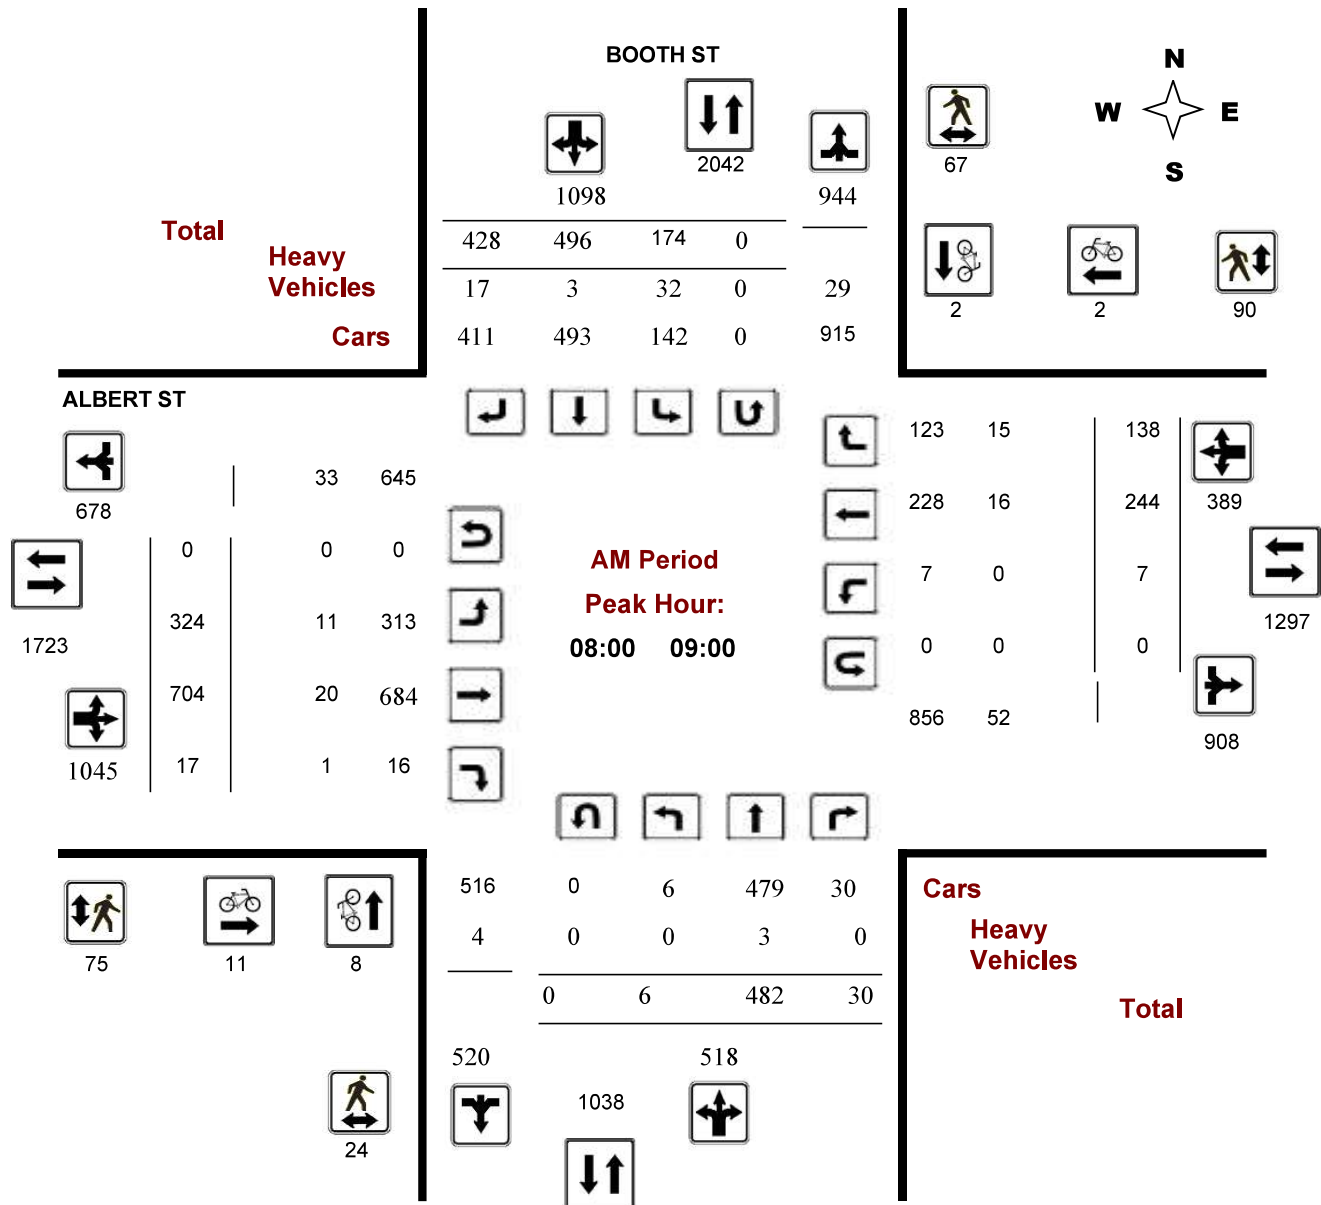 BOOTH ST
N
W E
S
2042
67
1098
944
Total
428 496 174 0
Heavy
Vehicles
17 3 32 0 29
2 2 90
Cars
411 493 142 0 915
ALBERT ST
123 15 138
33 645
678
228 16 244 389
0 0 0
AM Period
7 0 7
Peak Hour:
324 11 313
1297
1723
08:00 09:00
0 0 0
704 20 684
856 52
908
1045 17 1 16
516 0 6 479 30
Cars
4 0 0 3 0
Heavy
Vehicles
75 11 8
0 6 482 30
Total
520 518
1038
24